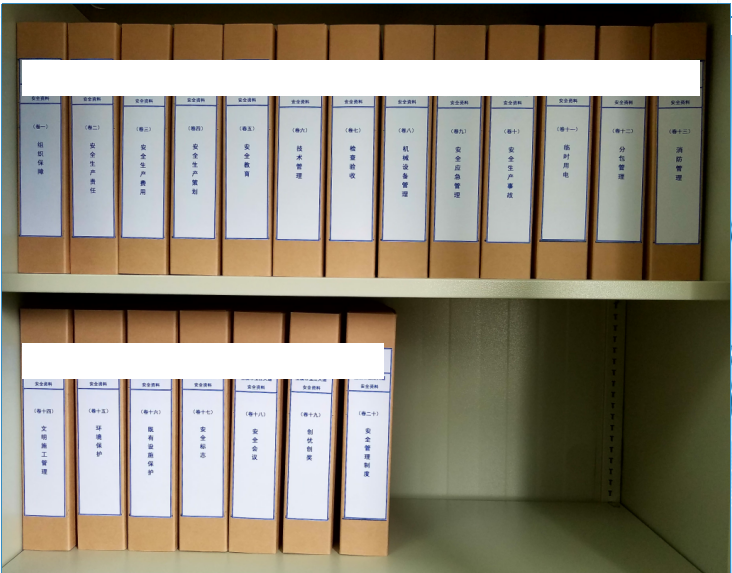 安全资料
（卷一）
组织保障
安全资料
（卷二）
安全生产责任
安全资料
（卷三）
安全生产费用
安全资料
（卷四）
安全生产策划
安全资料
（卷五）
安全教育
安全资料
（卷六）
技术管理
安全资料
（卷七）
检查验收
安全资料
（卷八）
机械设备管理
安全资料
（卷九）
安全应急管理
安全资料
（卷十）
安全生产事故
安全资料
（卷十一）
临时用电
安全资料
（卷十二）
分包管理
安全资料
（卷十三）
消防管理
安全资料
（卷十四）
文明施工管理
安全资料
（卷十五）
环境保护
安全资料
（卷十六）
既有设施保护
安全资料
（卷十七）
安全标志
安全资料
（卷十八）
安全会议
安全资料
（卷十九）
创优创奖
安全资料
（卷二十）
安全管理制度